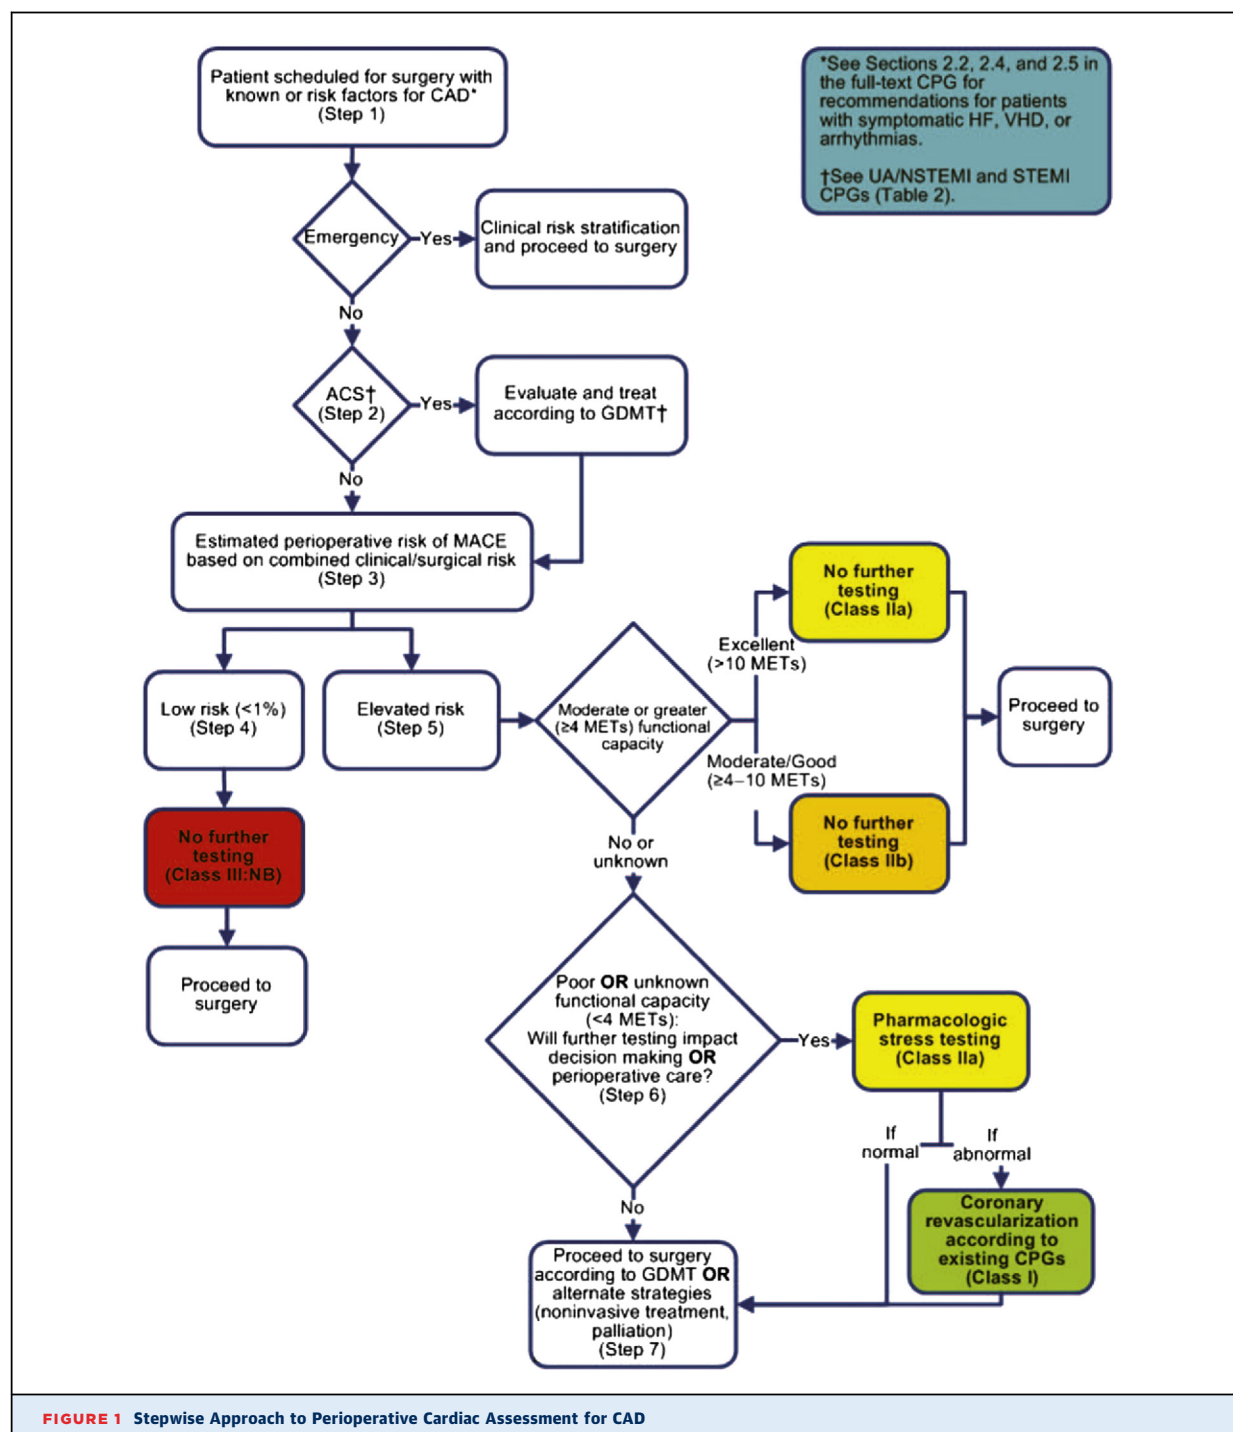 Patient scheduled for surgery with
known or risk factors for CAD*
(Step 1)
*See Sections 2.2, 2.4, and 2.5 in
the full-text CPG for
recommendations for patients
with symptomatic HF, VHD, or
arrhythmias.
†See UA/NSTEMI and STEMI
CPGs (Table 2).
Emergency
Yes
Clinical risk stratification
and proceed to surgery
No
ACS†
(Step 2)
Yes
Evaluate and treat
according to GDMT†
No
Estimated perioperative risk of MACE
based on combined clinical/surgical risk
(Step 3)
Low risk (<1%)
(Step 4)
No further
testing
(Class III:NB)
Proceed to
surgery
Elevated risk
(Step 5)
Moderate or greater
(≥4 METs) functional
capacity
Excellent
(>10 METs)
No further
testing
(Class IIa)
Moderate/Good
(≥4–10 METs)
No further
testing
(Class IIb)
Proceed to
surgery
No or
unknown
Poor OR unknown
functional capacity
(<4 METs):
Will further testing impact
decision making OR
perioperative care?
(Step 6)
Yes
Pharmacologic
stress testing
(Class IIa)
If
normal
If
abnormal
Coronary
revascularization
according to
existing CPGs
(Class I)
No
Proceed to surgery
according to GDMT OR
alternate strategies
(noninvasive treatment,
palliation)
(Step 7)
FIGURE 1 Stepwise Approach to Perioperative Cardiac Assessment for CAD